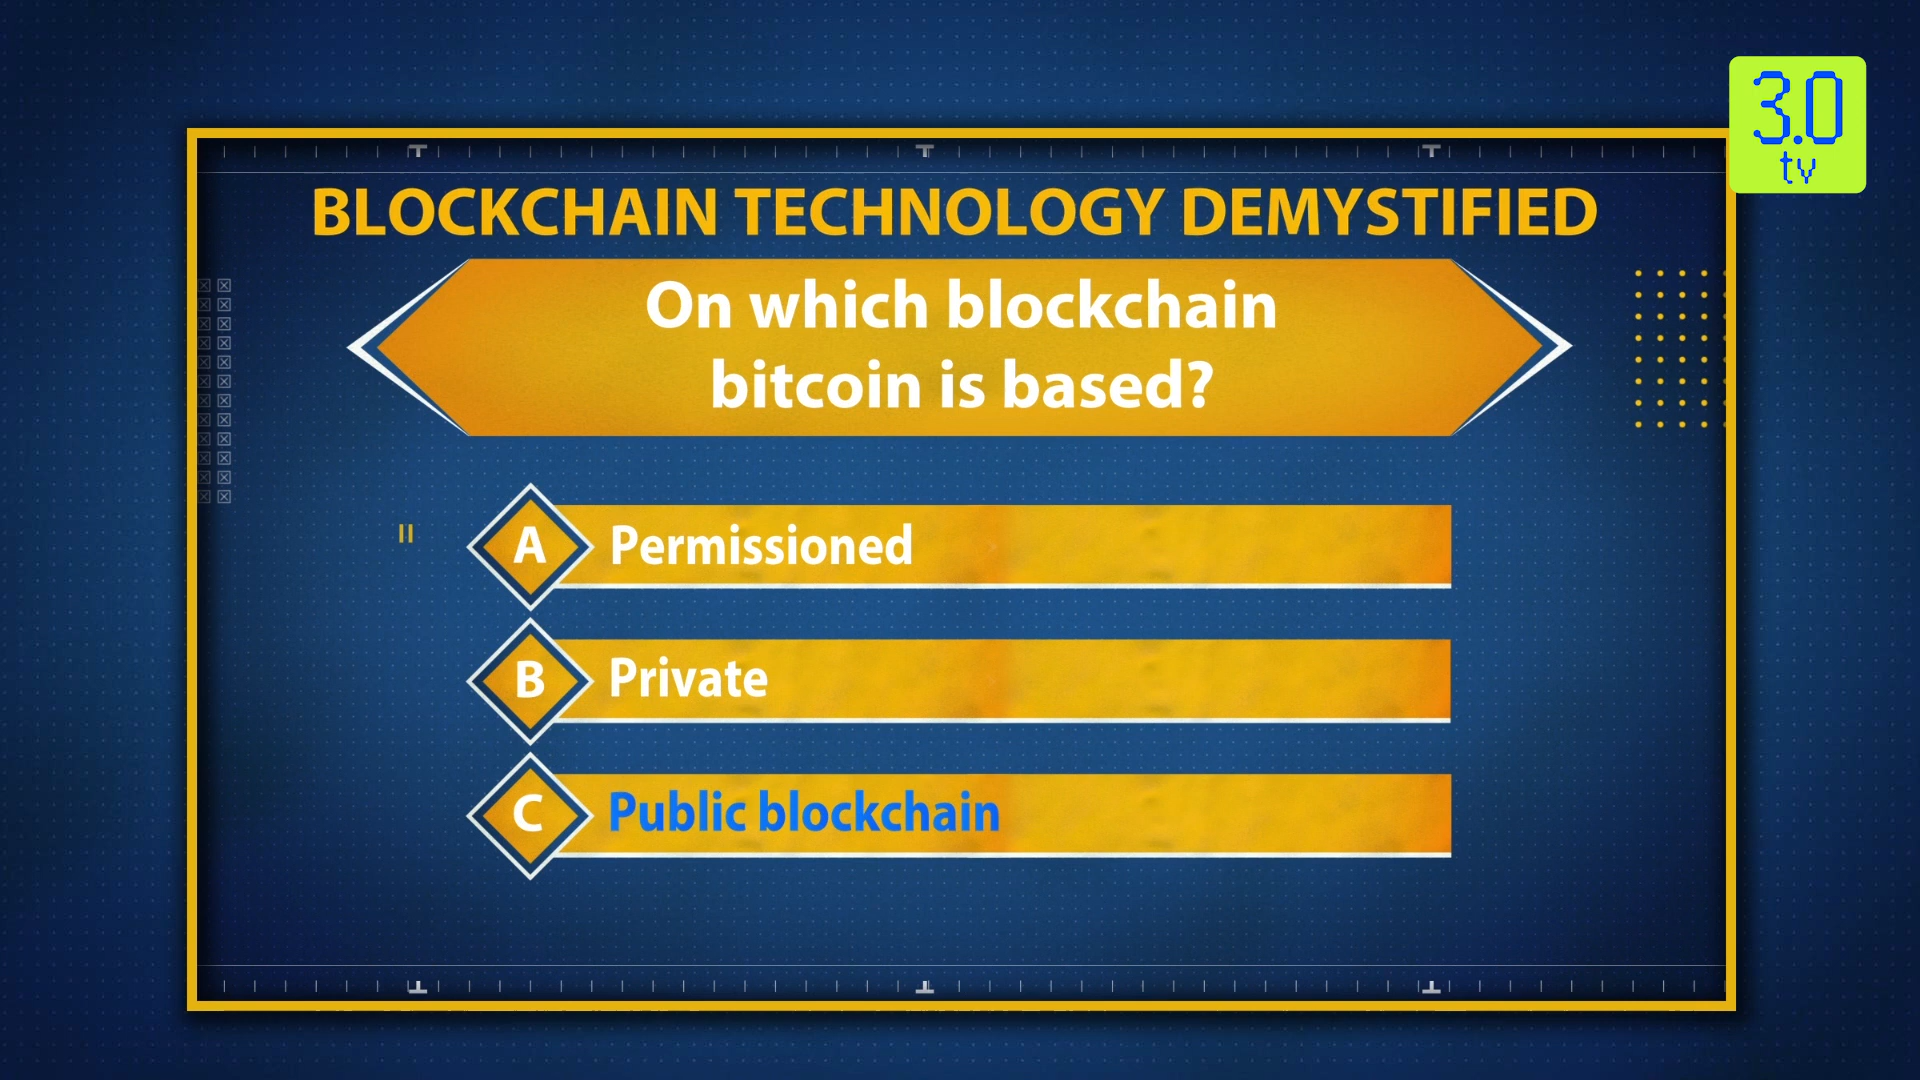 3.0
tv
BLOCKCHAIN TECHNOLOGY DEMYSTIFIED
On which blockchain
bitcoin is based?
A Permissioned
B Private
C Public blockchain